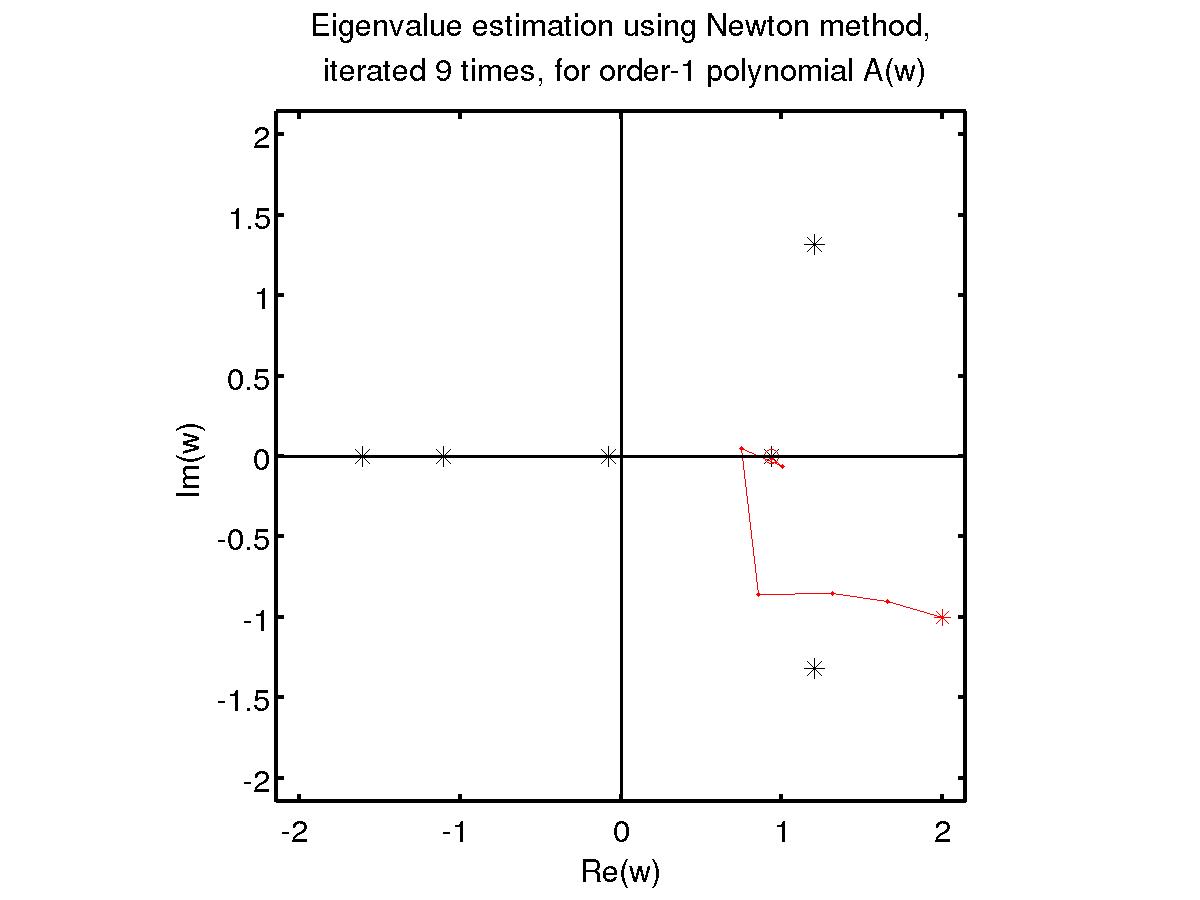 Eigenvalue estimation using Newton method,
iterated 9 times, for order-1 polynomial A(w)
2
1.5
1
0.5
0
-0.5
-1
-1.5
-2
Im(w)
-2 -1 0 1 2
Re(w)